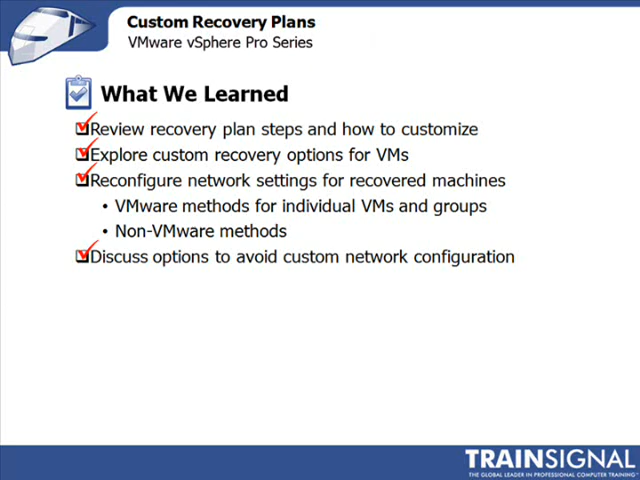 Custom Recovery Plans
VMware vSphere Pro Series
What We Learned
Review recovery plan steps and how to customize
Explore custom recovery options for VMs
Reconfigure network settings for recovered machines
• VMware methods for individual VMs and groups
• Non-VMware methods
Discuss options to avoid custom network configuration
TRAINSIGNAL
THE GLOBAL LEADER IN PROFESSIONAL COMPUTER TRAINING